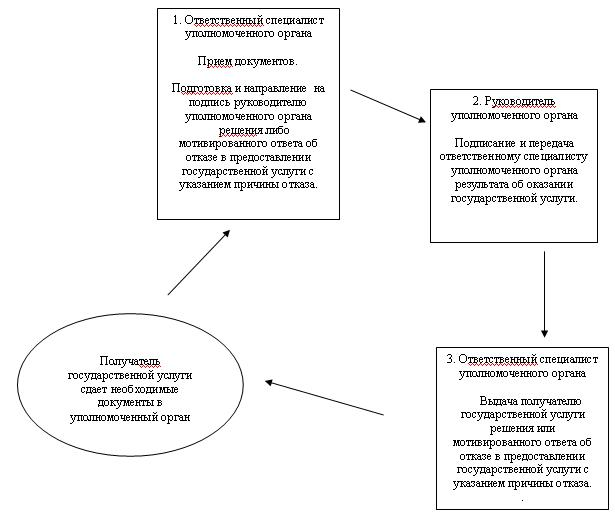 1. Ответственный специалист
уполномоченного органа
Прием документов.
Подготовка и направление на
подпись руководителю
уполномоченного органа
решения либо
мотивированного ответа об
отказе в предоставлении
государственной услуги с
указанием причины отказа.
2. Руководитель
уполномоченного органа
Подписание и передача
ответственному специалисту
уполномоченного органа
результата об оказании
государственной услуги.
3. Ответственный специалист
уполномоченного органа
Выдача получателю
государственной услуги
решения или
мотивированного ответа об
отказе в предоставлении
государственной услуги с
указанием причины отказа.
.
Получатель
государственной услуги
сдает необходимые
документы в
уполномоченный орган